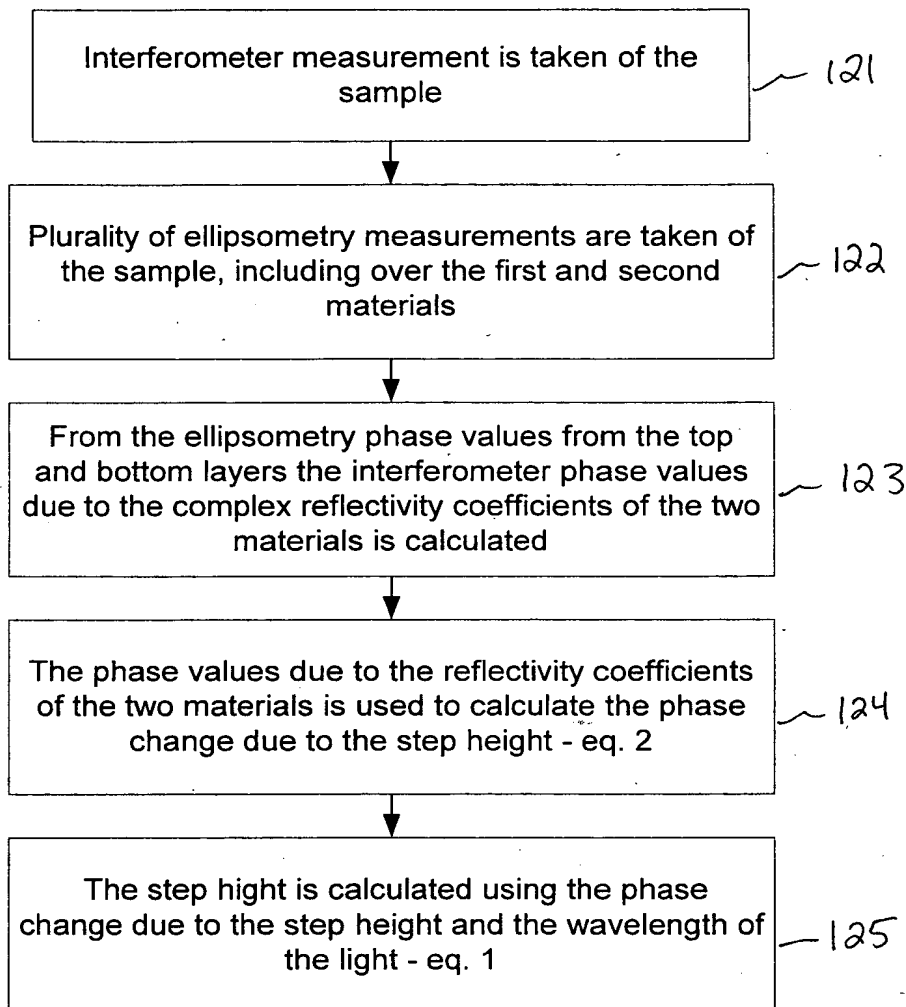 Interferometer measurement is taken of the
sample
121
Plurality of ellipsometry measurements are taken of
the sample, including over the first and second
materials
122
From the ellipsometry phase values from the top
and bottom layers the interferometer phase values
due to the complex reflectivity coefficients of the two
materials is calculated
123
The phase values due to the reflectivity coefficients
of the two materials is used to calculate the phase
change due to the step height - eq. 2
124
The step hight is calculated using the phase
change due to the step height and the wavelength of
the light - eq. 1
125